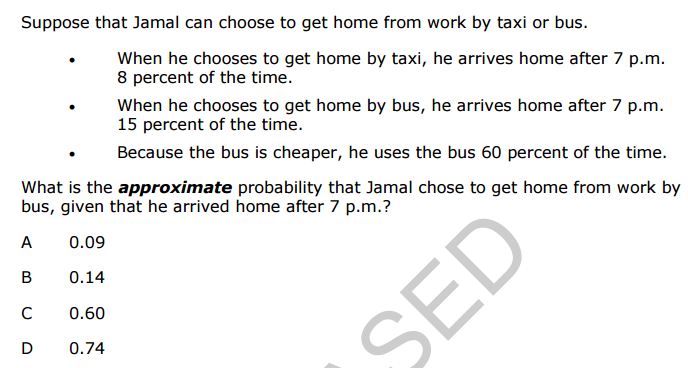 Suppose that Jamal can choose to get home from work by taxi or bus.
• When he chooses to get home by taxi, he arrives home after 7 p.m.
8 percent of the time.
• When he chooses to get home by bus, he arrives home after 7 p.m.
15 percent of the time.
• Because the bus is cheaper, he uses the bus 60 percent of the time.
What is the approximate probability that Jamal chose to get home from work by
bus, given that he arrived home after 7 p.m.?
A 0.09
B 0.14
C 0.60
D 0.74
SED